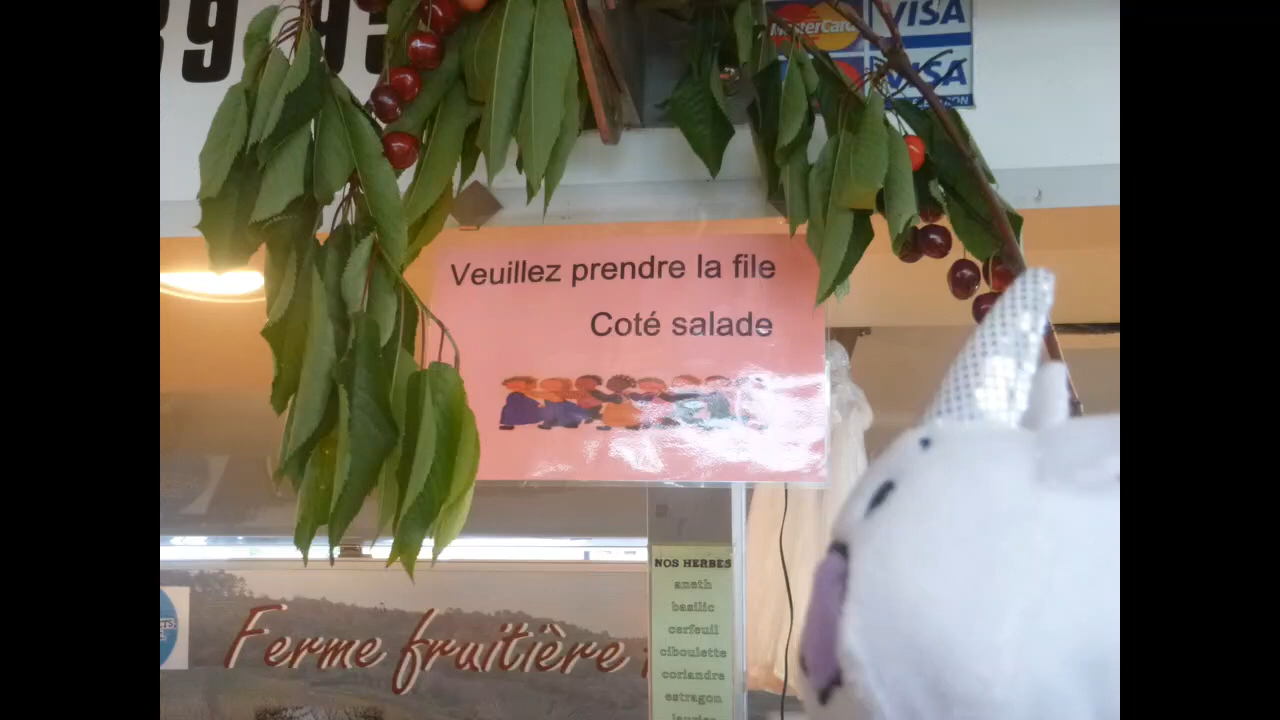 MasterCard
VISA
VISA
Veuillez prendre la file
Coté salade
NOS HERBES
aneth
basilic
cerfeuil
ciboulette
coriandre
estragon
laurier
Ferme fruitière